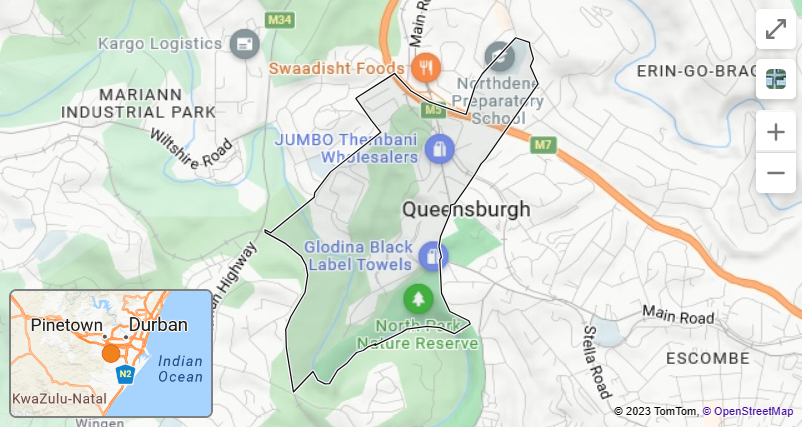 M34
Main Ro
Kargo Logistics
Swaadisht Foods
ERIN-GO-BRAG
Northdene
Preparatory
School
MARIANN
INDUSTRIAL PARK
M5
Wiltshire Road
JUMBO Thembani
Wholesalers
M7
Queensburgh
Glodina Black
Label Towels
an Highway
North Park
Nature Reserve
Main Road
Stella Road
ESCOMBE
Pinetown
Durban
Indian
Ocean
N2
KwaZulu-Natal
Wingen
© 2023 TomTom, © OpenStreetMap